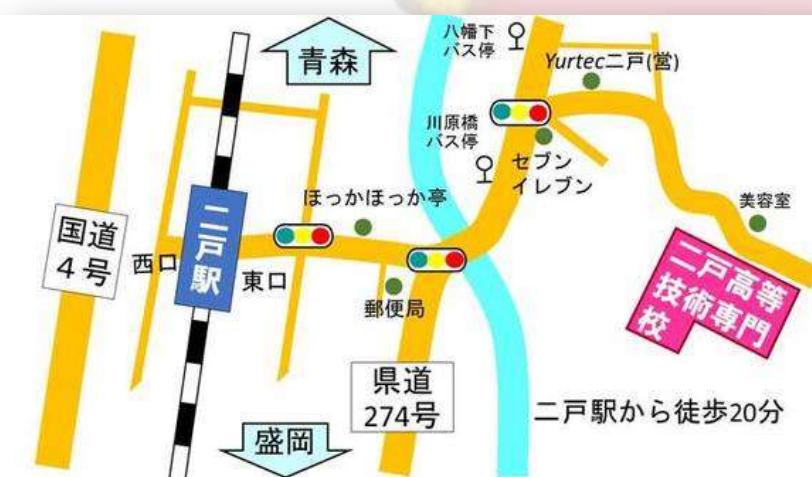 青森
八幡下
バス停
Yurtec二戸(営)
川原橋
バス停
セブン
イレブン
ほっかほっか亭
美容室
国道
4号
西口
二戸駅
東口
郵便局
二戸高等
技術専門
校
県道
274号
二戸駅から徒歩20分
盛岡